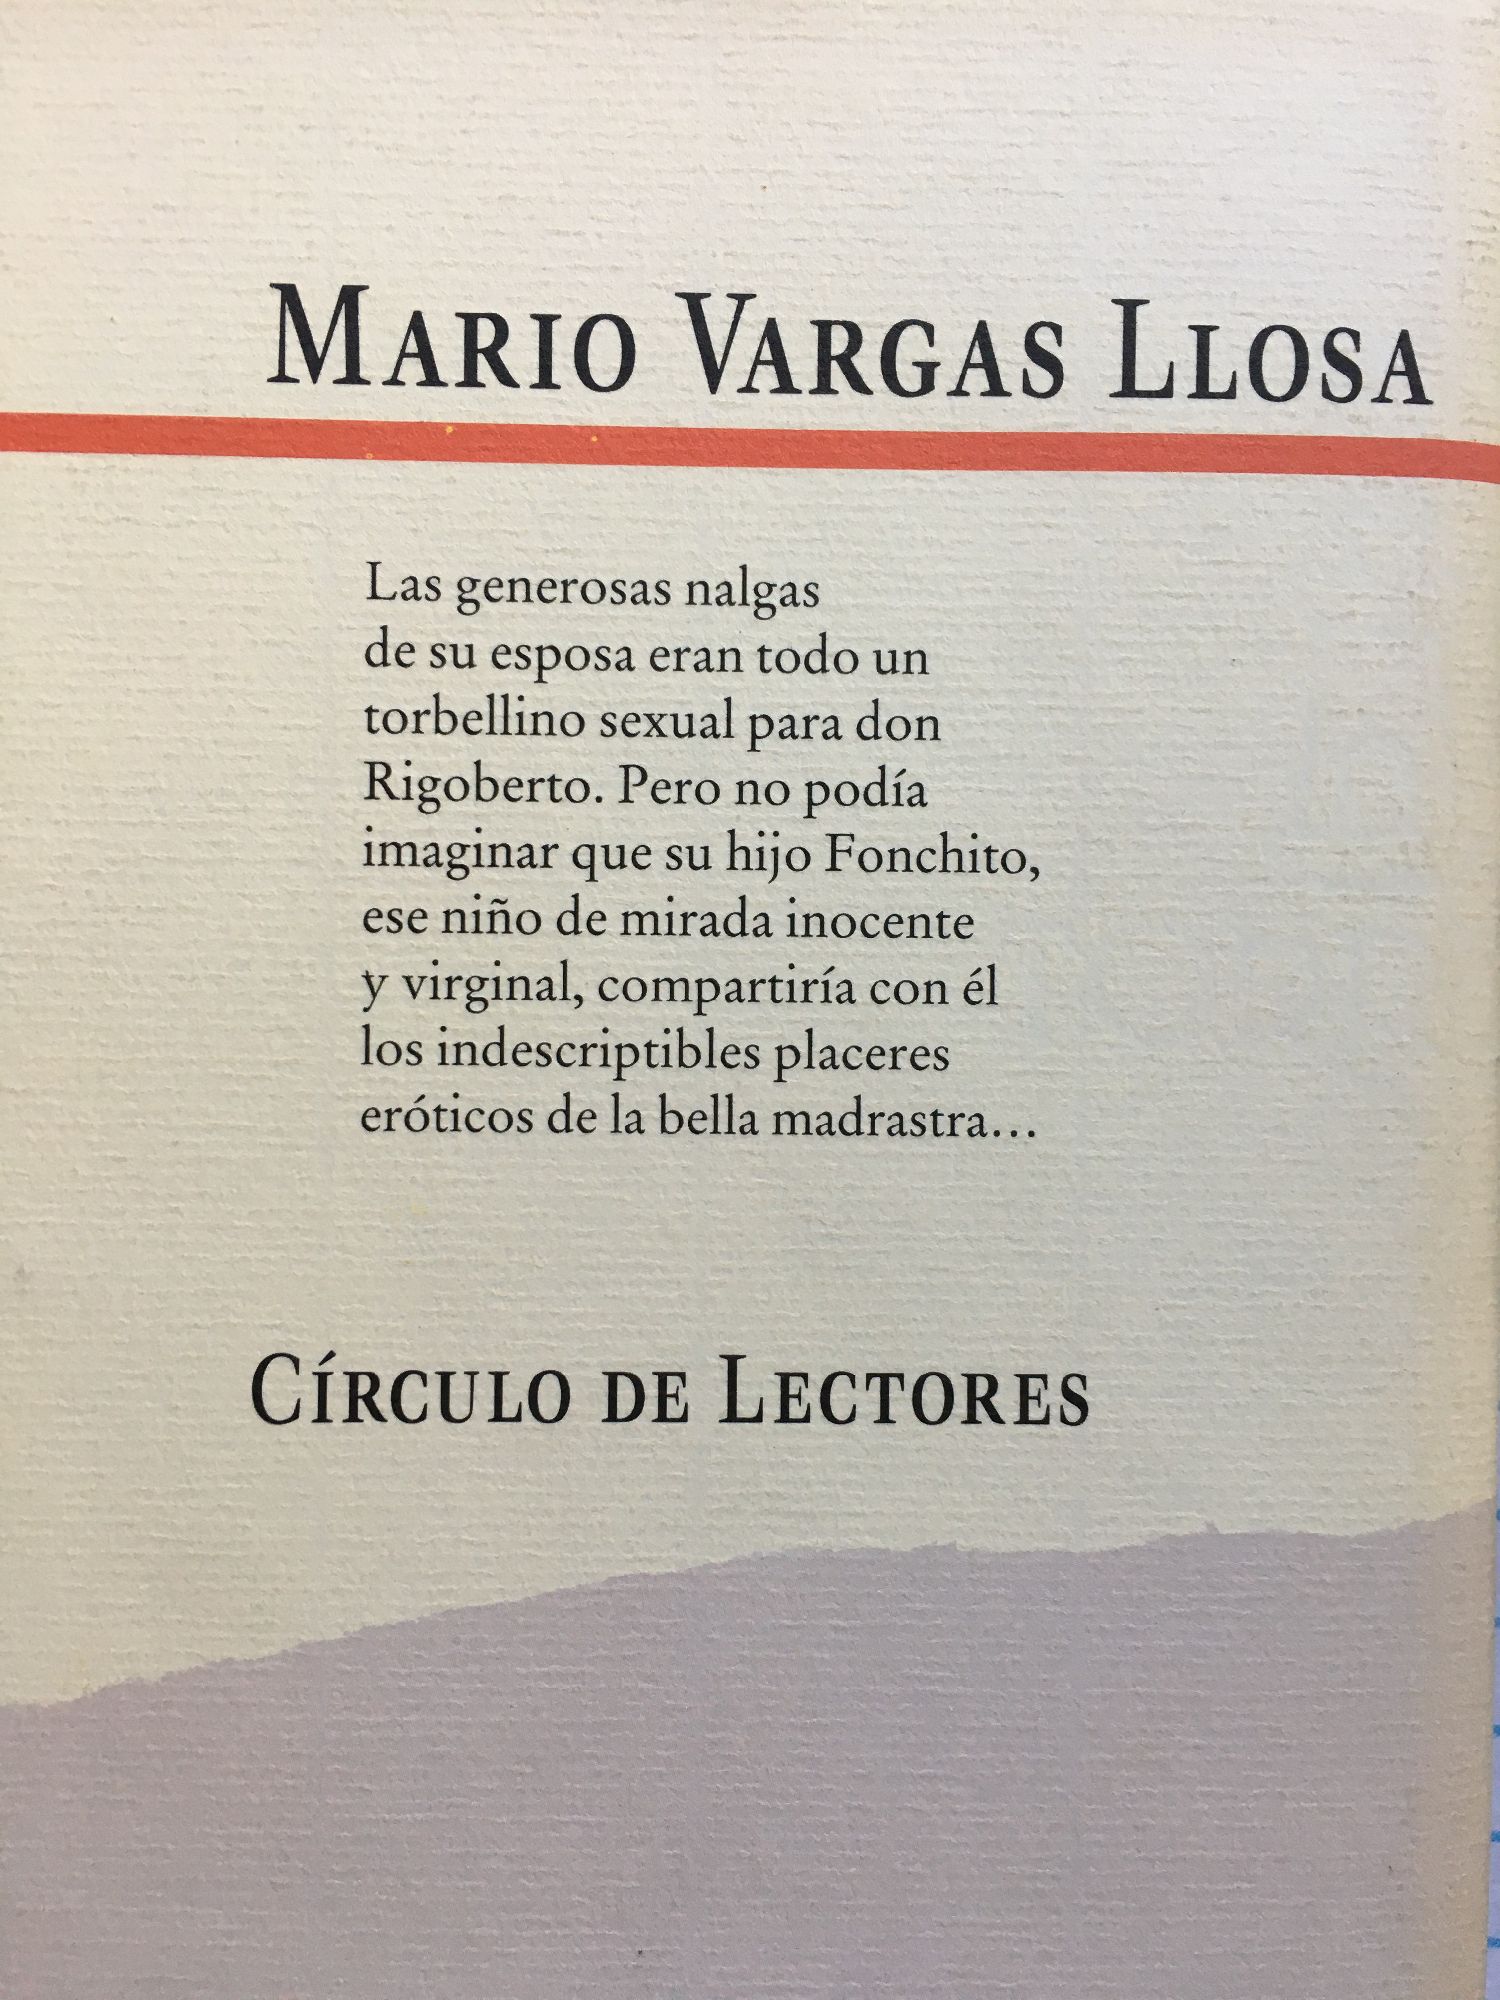 MARIO VARGAS LLOSA
Las generosas nalgas
de su esposa eran todo un
torbellino sexual para don
Rigoberto. Pero no podía
imaginar que su hijo Fonchito,
ese niño de mirada inocente
y virginal, compartiría con él
los indescriptibles placeres
eróticos de la bella madrastra...
CÍRCULO DE LECTORES